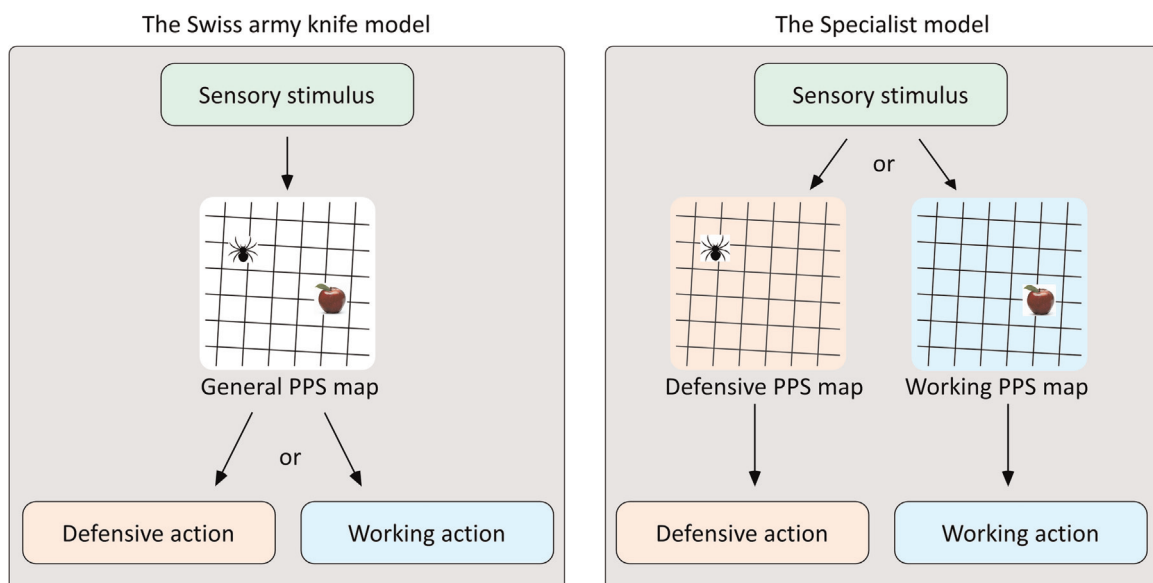 The Swiss army knife model
Sensory stimulus
General PPS map
or
Defensive action
Working action
The Specialist model
Sensory stimulus
or
Defensive PPS map
Working PPS map
Defensive action
Working action